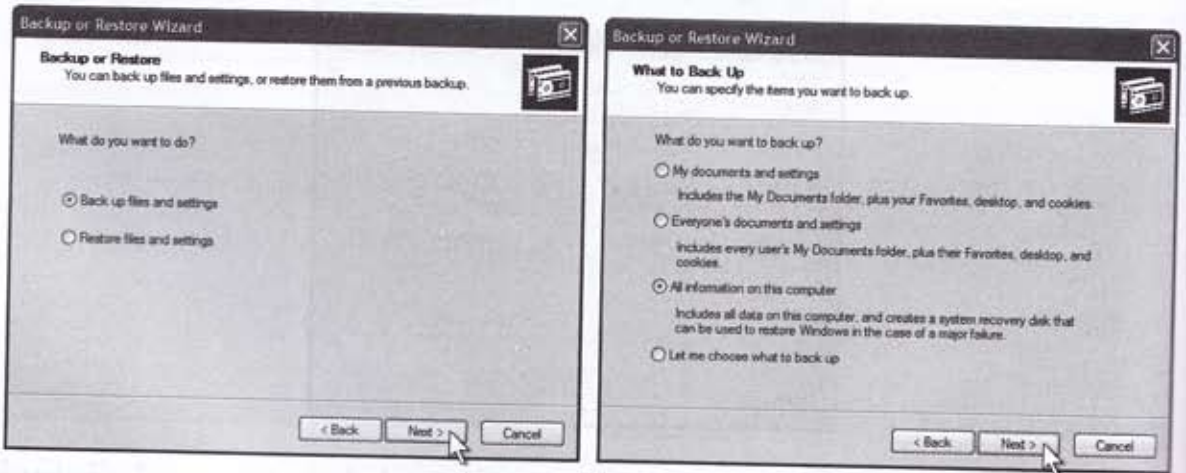 Backup or Restore Wizard
Backup or Restore
You can back up files and settings, or restore them from a previous backup.
What do you want to do?
Back up files and settings
Restore files and settings
< Back
Next >
Cancel
Backup or Restore Wizard
What to Back Up
You can specify the items you want to back up.
What do you want to back up?
My documents and settings
Includes the My Documents folder, plus your Favorites, desktop, and cookies.
Everyone's documents and settings
Includes every user's My Documents folder, plus their Favorites, desktop, and
cookies.
All information on this computer
Includes all data on this computer, and creates a system recovery disk that
can be used to restore Windows in the case of a major failure.
Let me choose what to back up
< Back
Next >
Cancel